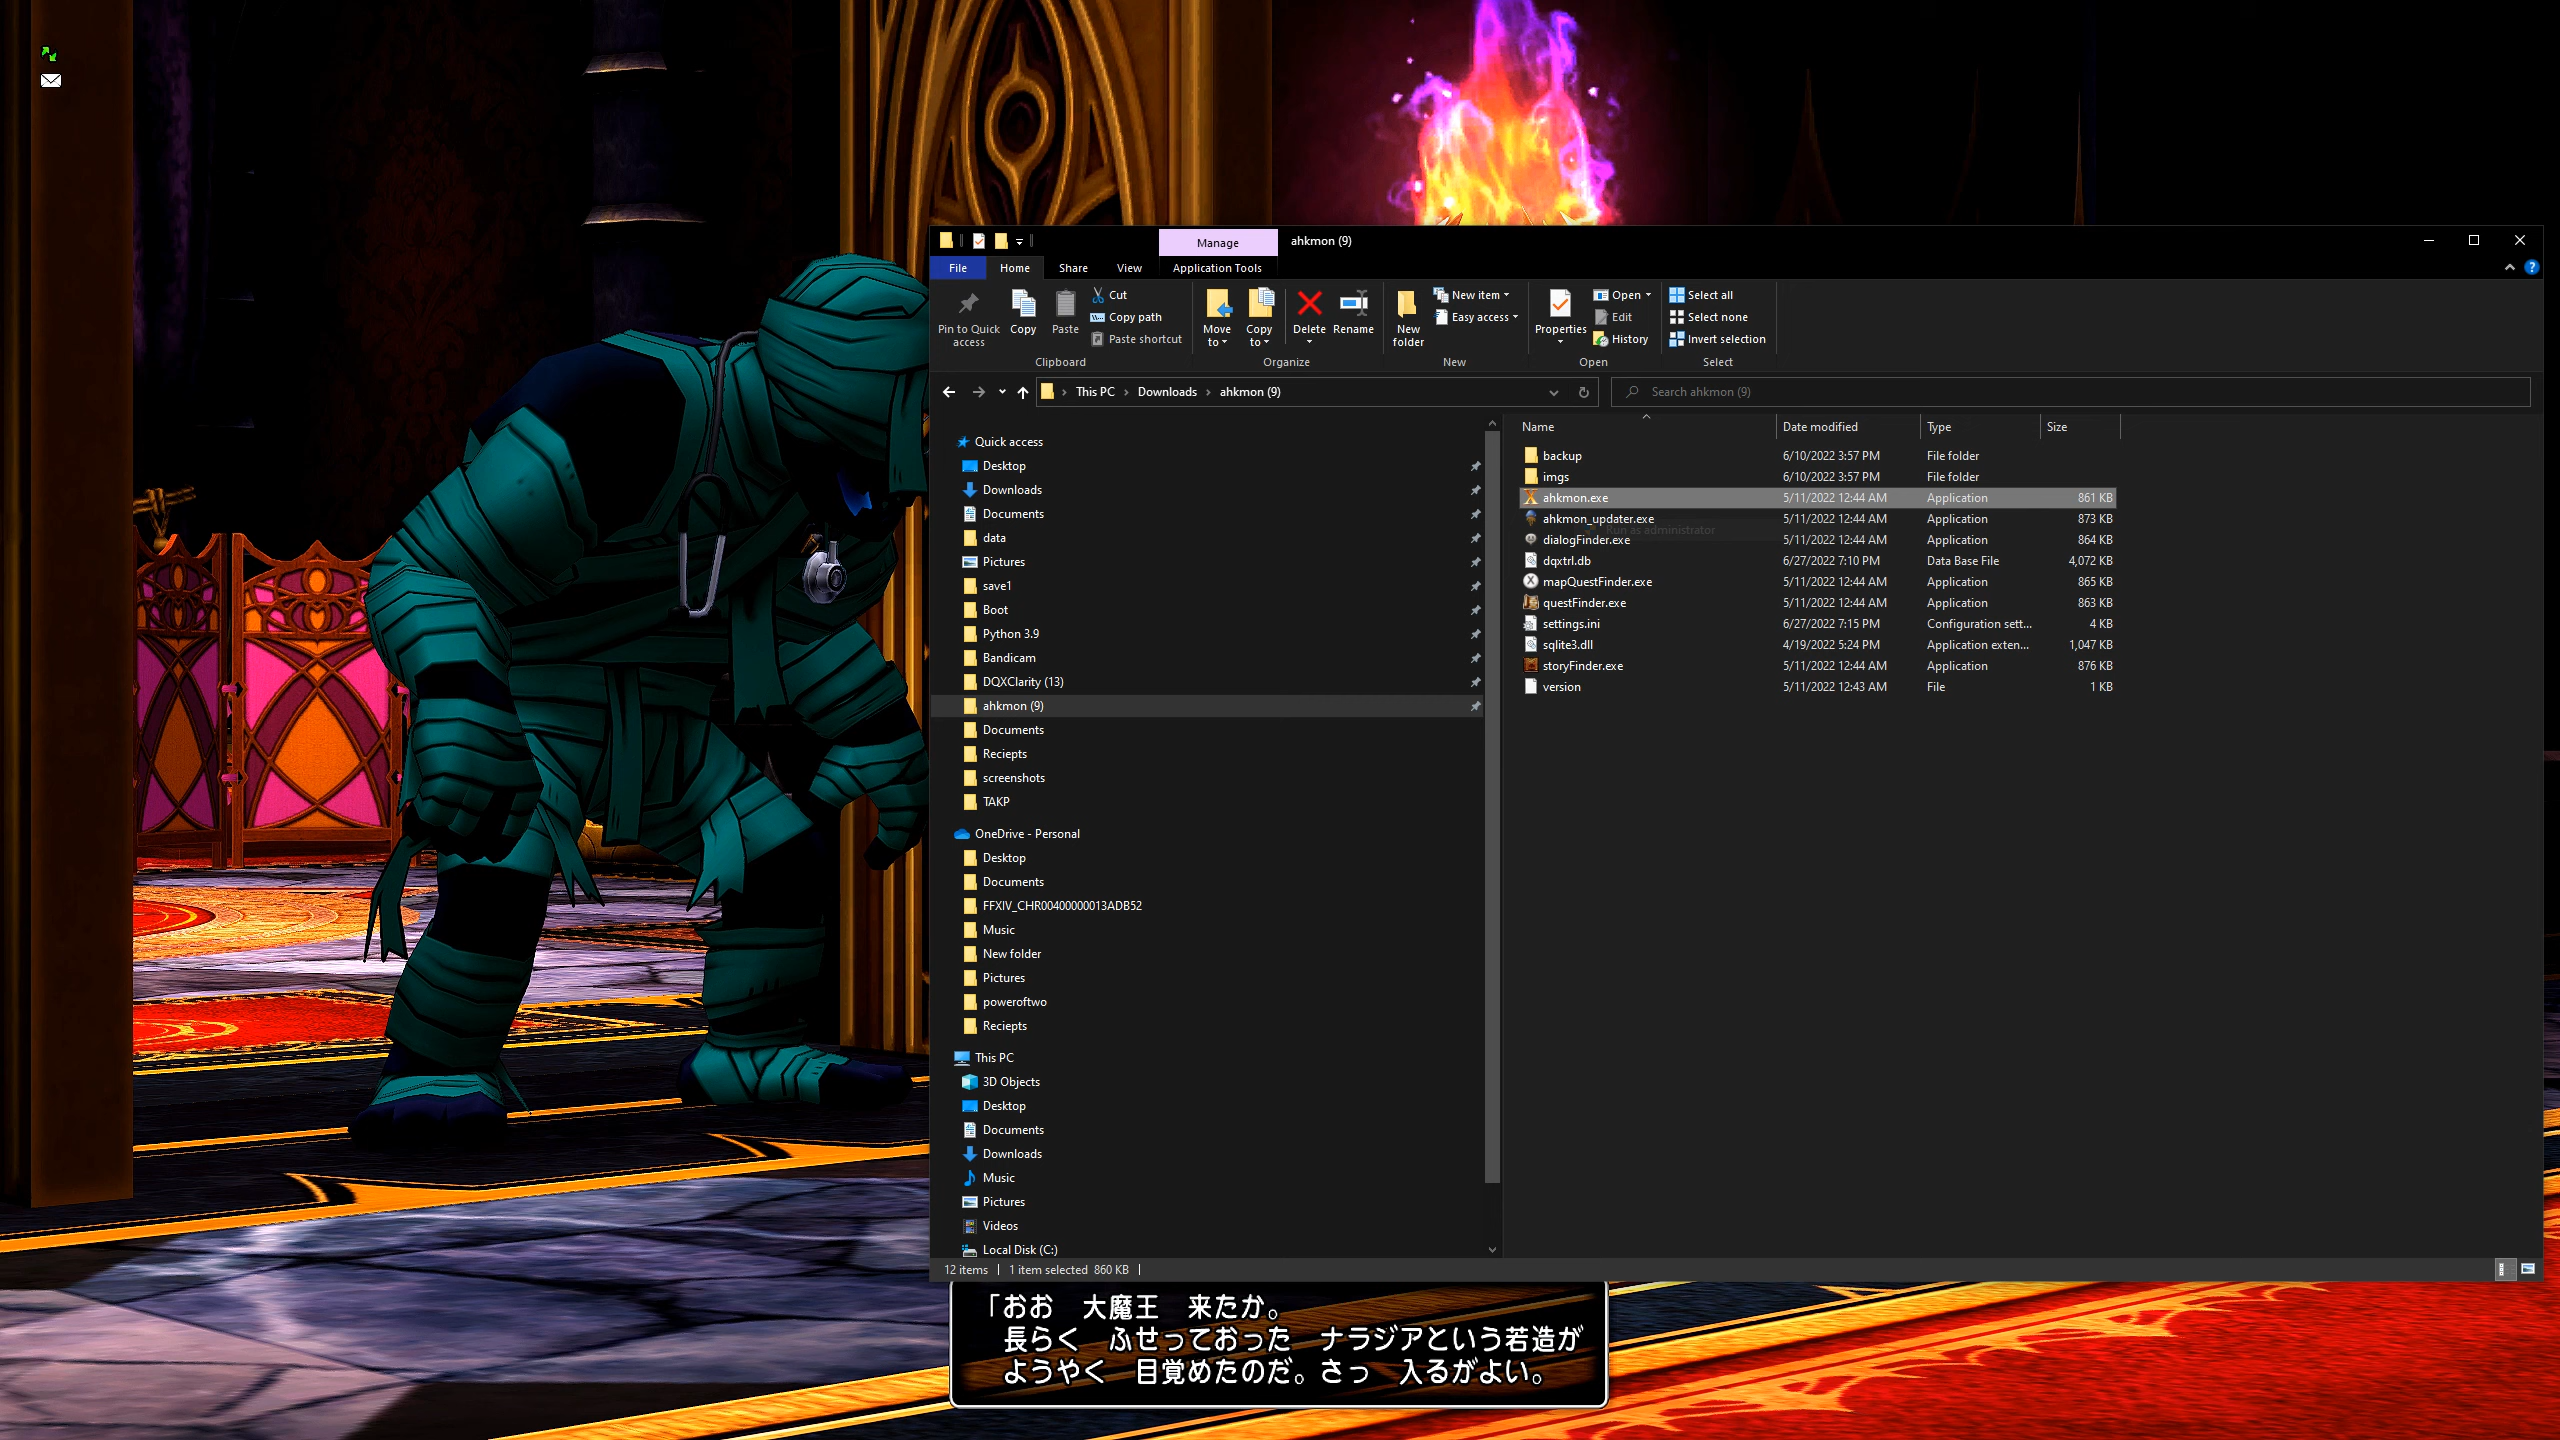 Manage
ahkmon (9)
File
Home
Share
View
Application Tools
Pin to Quick access
Copy
Paste
Cut
Copy path
Paste shortcut
Clipboard
Move to
Copy to
Delete
Rename
Organize
New folder
New item
Easy access
New
Properties
Open
Edit
History
Open
Select all
Select none
Invert selection
Select
This PC
Downloads
ahkmon (9)
Search ahkmon (9)
Quick access
Desktop
Downloads
Documents
data
Pictures
save1
Boot
Python 3.9
Bandicam
DQXClarity (13)
ahkmon (9)
Documents
Reciepts
screenshots
TAKP
OneDrive - Personal
Desktop
Documents
FFXIV_CHR00400000013ADB52
Music
New folder
Pictures
poweroftwo
Reciepts
This PC
3D Objects
Desktop
Documents
Downloads
Music
Pictures
Videos
Local Disk (C:)
Name Date modified Type Size
backup 6/10/2022 3:57 PM File folder
imgs 6/10/2022 3:57 PM File folder
ahkmon.exe 5/11/2022 12:44 AM Application 861 KB
ahkmon_updater.exe 5/11/2022 12:44 AM Application 873 KB
Run as administrator
dialogFinder.exe 5/11/2022 12:44 AM Application 864 KB
dqxtrl.db 6/27/2022 7:10 PM Data Base File 4,072 KB
mapQuestFinder.exe 5/11/2022 12:44 AM Application 865 KB
questFinder.exe 5/11/2022 12:44 AM Application 863 KB
settings.ini 6/27/2022 7:15 PM Configuration sett... 4 KB
sqlite3.dll 4/19/2022 5:24 PM Application exten... 1,047 KB
storyFinder.exe 5/11/2022 12:44 AM Application 876 KB
version 5/11/2022 12:43 AM File 1 KB
12 items
1 item selected 860 KB
「おお　大魔王　来たか。
長らく　ふせっておった　ナラジアという若造が
ようやく　目覚めたのだ。さっ　入るがよい。